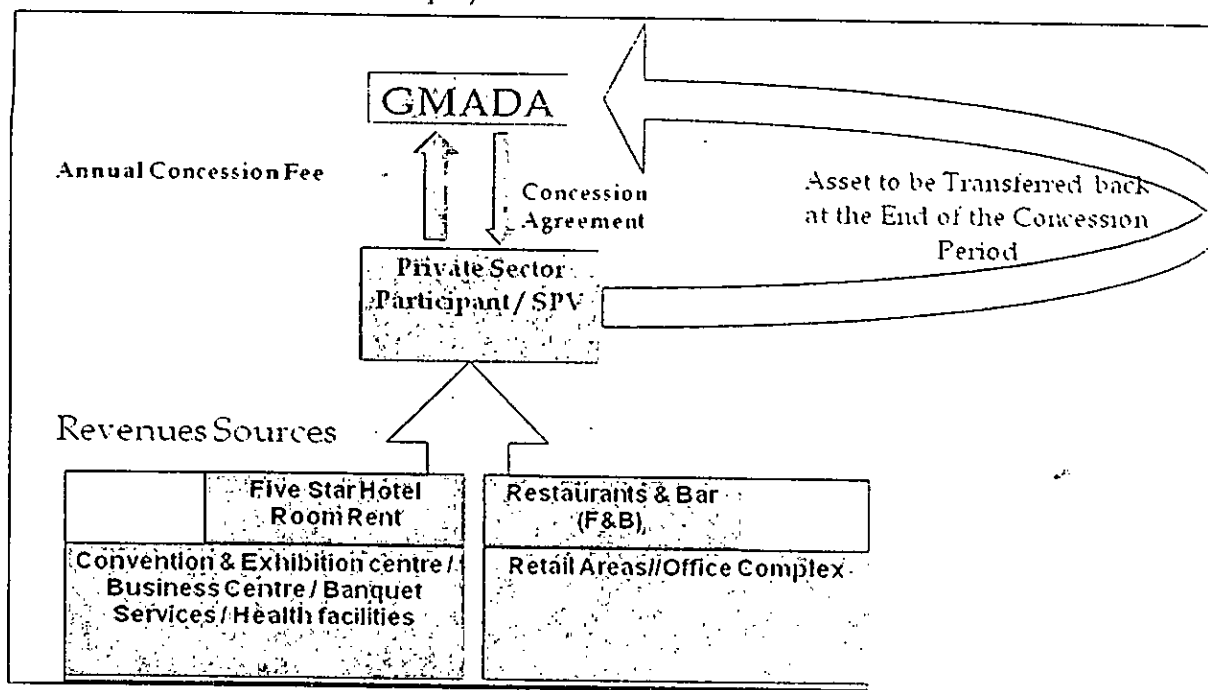 GMADA
Annual Concession Fee
Concession
Agreement
Asset to be Transferred back
at the End of the Concession
Period
Private Sector
Participant / SPV
Revenues Sources
Five Star Hotel
Room Rent
Restaurants & Bar
(F&B)
Convention & Exhibition centre /
Business Centre / Banquet
Services / Health facilities
Retail Areas//Office Complex